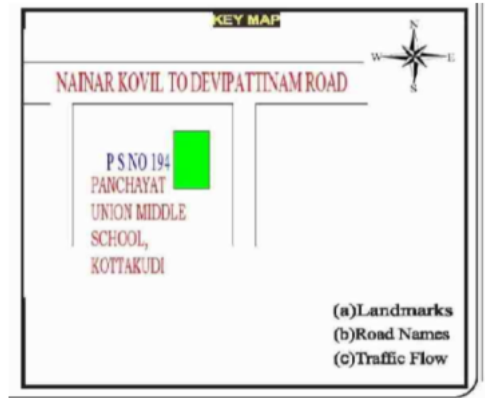 KEY MAP
N
W E
S
NAINAR KOVIL TO DEVIPATTINAM ROAD
P S NO 194
PANCHAYAT
UNION MIDDLE
SCHOOL,
KOTTAKUDI
(a)Landmarks
(b)Road Names
(c)Traffic Flow